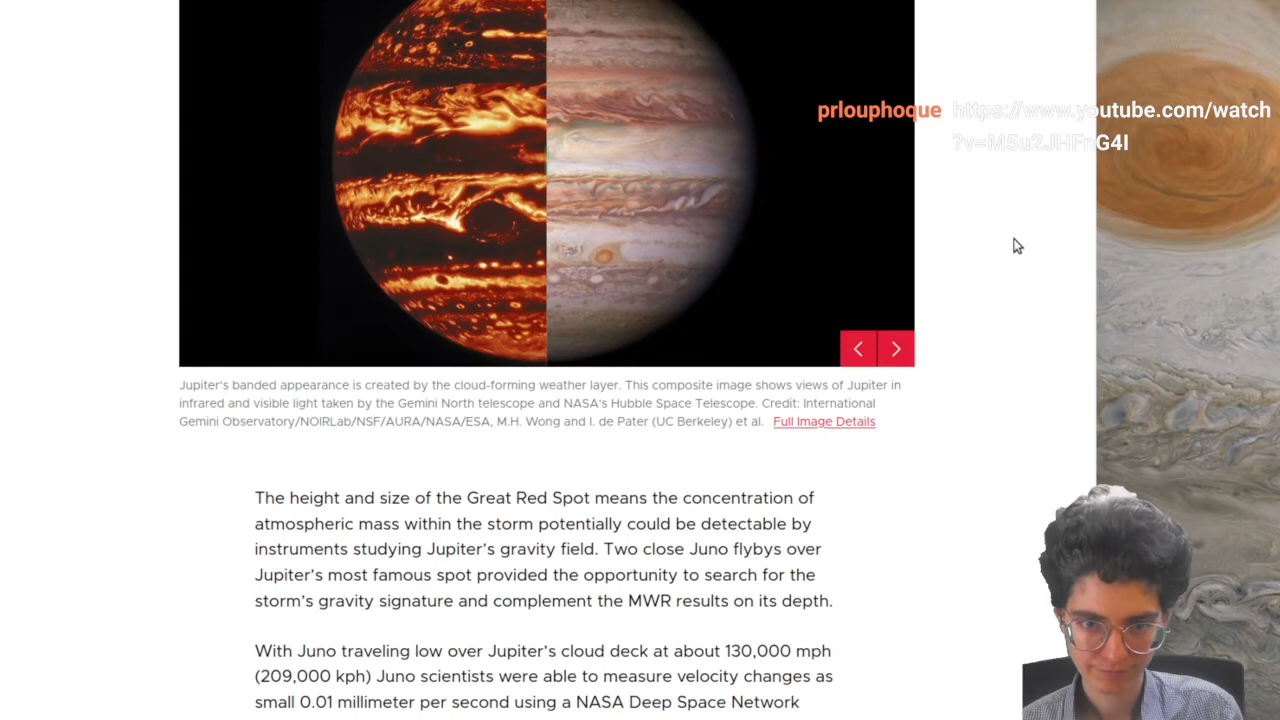 prlouphoque https://www.youtube.com/watch
?v=M5u2JHFnG4I
Jupiter's banded appearance is created by the cloud-forming weather layer. This composite image shows views of Jupiter in
infrared and visible light taken by the Gemini North telescope and NASA's Hubble Space Telescope. Credit: International
Gemini Observatory/NOIRLab/NSF/AURA/NASA/ESA, M.H. Wong and I. de Pater (UC Berkeley) et al. Full Image Details
The height and size of the Great Red Spot means the concentration of
atmospheric mass within the storm potentially could be detectable by
instruments studying Jupiter’s gravity field. Two close Juno flybys over
Jupiter’s most famous spot provided the opportunity to search for the
storm’s gravity signature and complement the MWR results on its depth.
With Juno traveling low over Jupiter’s cloud deck at about 130,000 mph
(209,000 kph) Juno scientists were able to measure velocity changes as
small 0.01 millimeter per second using a NASA Deep Space Network